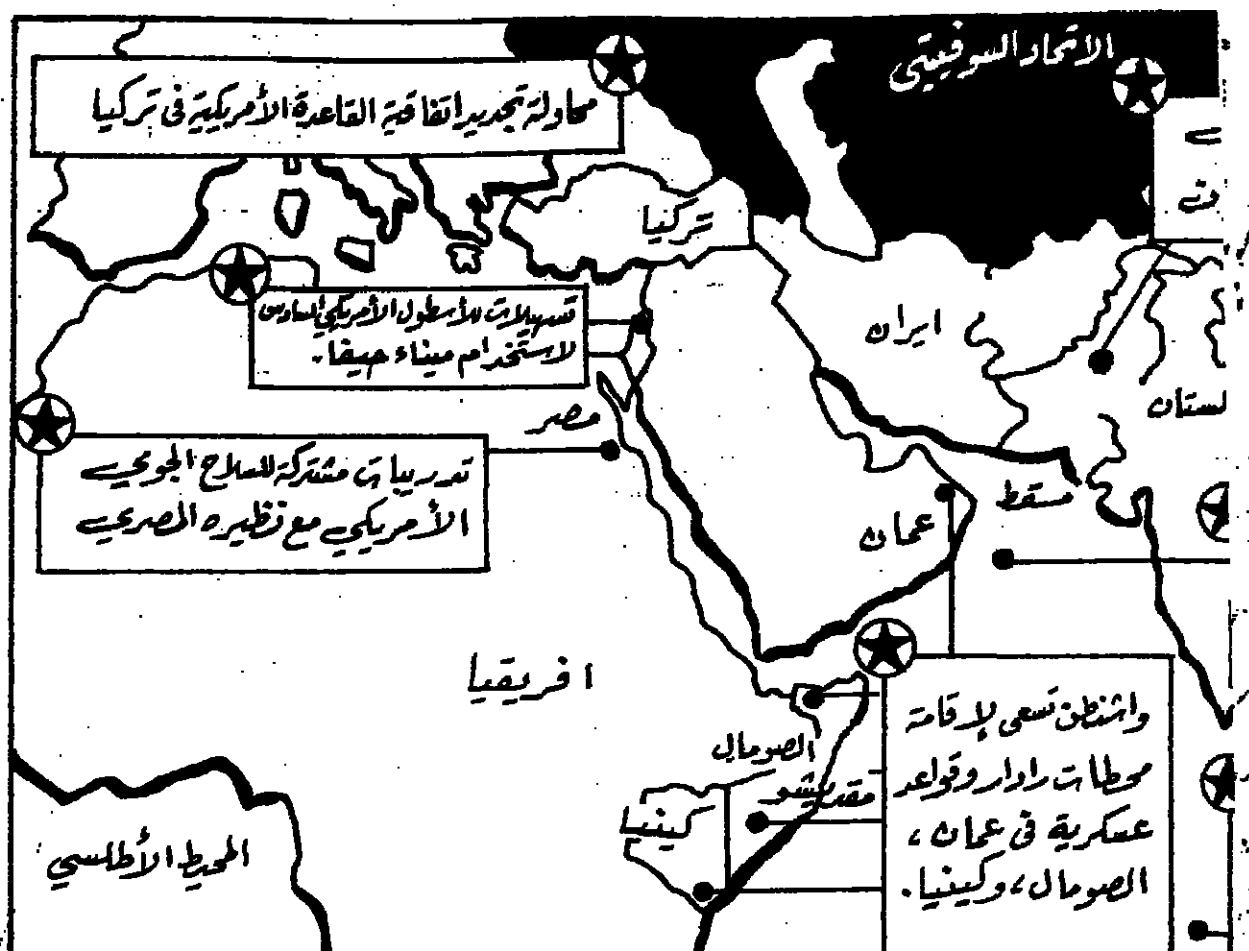 الاتحاد السوفيتي
محاولة تجديد اتفاقية القاعدة الأمريكية في تركيا
تركيا
ايران
تسهيلات للأسطول الأمريكي السادس
لاستخدام ميناء حيفا.
لستان
مصر
تدريبات مشتركة للسلاح الجوي
الأمريكي مع نظيره المصري
مسقط
عمان
افريقيا
واشنطن تسعى لإقامة
محطات رادار وقواعد
عسكرية في عمان،
الصومال، وكينيا.
الصومال
مقديشو
كينيا
المحيط الأطلسي